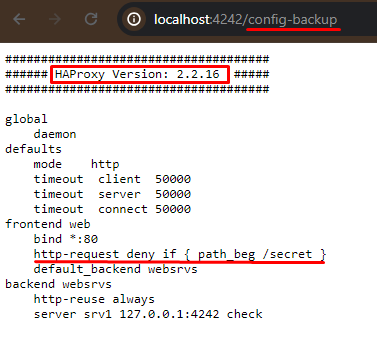 localhost:4242/config-backup
####################################
###### HAProxy Version: 2.2.16 ######
####################################
global
    daemon
defaults
    mode    http
    timeout  client  50000
    timeout  server  50000
    timeout  connect 50000
frontend web
    bind *:80
    http-request deny if { path_beg /secret }
    default_backend websrvs
backend websrvs
    http-reuse always
    server srv1 127.0.0.1:4242 check